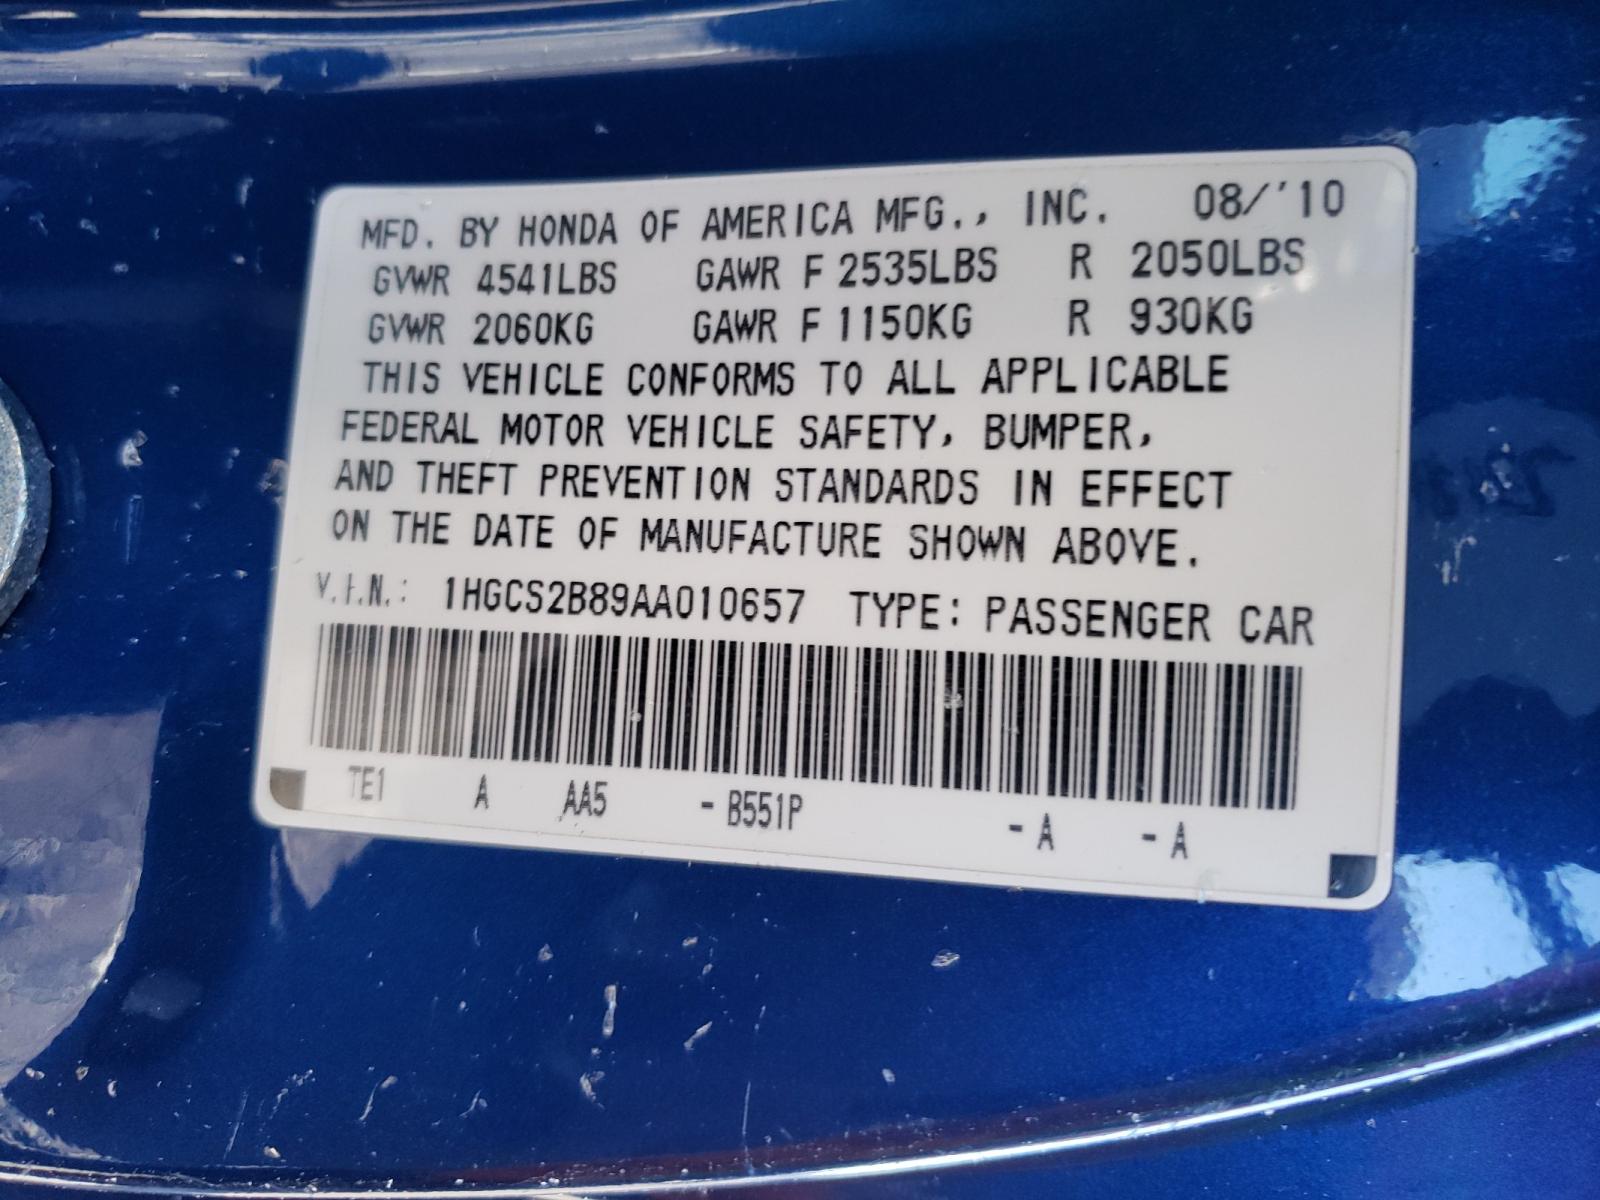 MFD. BY HONDA OF AMERICA MFG., INC. 08/'10
GVWR 4541LBS GAWR F 2535LBS R 2050LBS
GVWR 2060KG GAWR F 1150KG R 930KG
THIS VEHICLE CONFORMS TO ALL APPLICABLE
FEDERAL MOTOR VEHICLE SAFETY, BUMPER,
AND THEFT PREVENTION STANDARDS IN EFFECT
ON THE DATE OF MANUFACTURE SHOWN ABOVE.
V.I.N.: 1HGCS2B89AA010657 TYPE: PASSENGER CAR
TE1 A AA5 - B551P - A - A